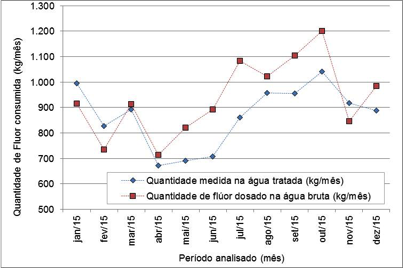 Quantidade de Flúor consumida (kg/mês)
1.300
1.200
1.100
1.000
900
800
700
600
500
Quantidade medida na água tratada (kg/mês)
Quantidade de flúor dosado na água bruta (kg/mês)
jan/15
fev/15
mar/15
abr/15
mai/15
jun/15
jul/15
ago/15
set/15
out/15
nov/15
dez/15
Período analisado (mês)